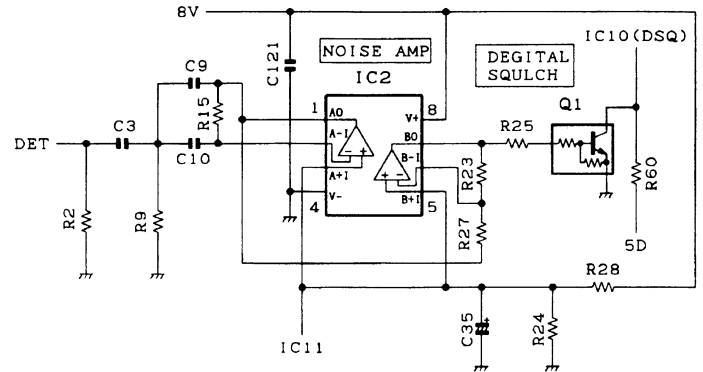 8V
C121
NOISE AMP
IC2
DEGITAL
SQULCH
IC10(DSQ)
C9
R15
1
8
Q1
AO
V+
A-I
BO
R25
DET
C3
C10
A+I
B-I
R23
R60
R2
R9
V-
B+I
4
5
R27
5D
R28
C35
+
R24
IC11